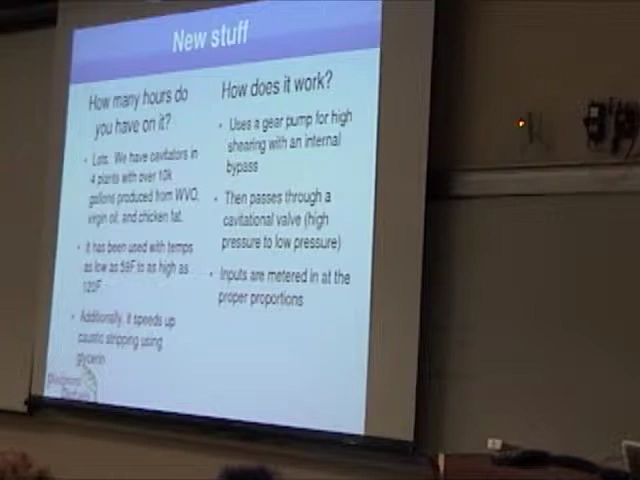 New stuff
How many hours do
you have on it?
• Lots. We have cavitators in
4 plants with over 10k
gallons produced from WVO,
virgin oil, and chicken fat.
• It has been used with temps
as low as 59F to as high as
120F
• Additionally, it speeds up
caustic stripping using
glycerin
How does it work?
• Uses a gear pump for high
shearing with an internal
bypass
• Then passes through a
cavitational valve (high
pressure to low pressure)
• Inputs are metered in at the
proper proportions
Piedmont